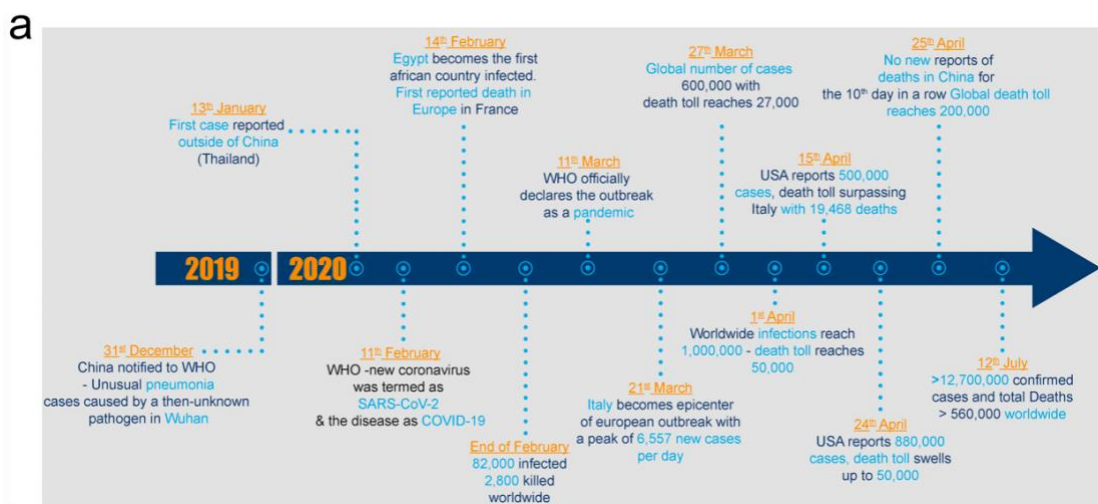 a
14th February
Egypt becomes the first
african country infected.
First reported death in
Europe in France
27th March
Global number of cases
600,000 with
death toll reaches 27,000
25th April
No new reports of
deaths in China for
the 10th day in a row Global death toll
reaches 200,000
13th January
First case reported
outside of China
(Thailand)
11th March
WHO officially
declares the outbreak
as a pandemic
15th April
USA reports 500,000
cases, death toll surpassing
Italy with 19,468 deaths
2019
2020
31st December
China notified to WHO
- Unusual pneumonia
cases caused by a then-unknown
pathogen in Wuhan
11th February
WHO -new coronavirus
was termed as
SARS-CoV-2
& the disease as COVID-19
End of February
82,000 infected
2,800 killed
worldwide
21st March
Italy becomes epicenter
of european outbreak with
a peak of 6,557 new cases
per day
1st April
Worldwide infections reach
1,000,000 - death toll reaches
50,000
24th April
USA reports 880,000
cases, death toll swells
up to 50,000
12th July
>12,700,000 confirmed
cases and total Deaths
> 560,000 worldwide